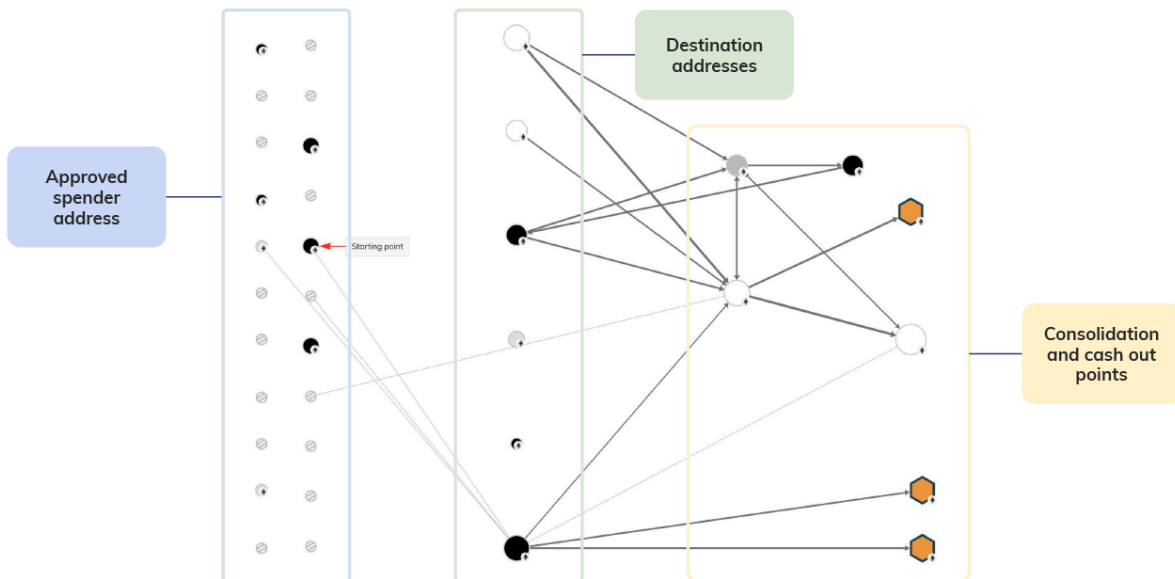 Destination
addresses
Approved
spender
address
Starting point
Consolidation
and cash out
points